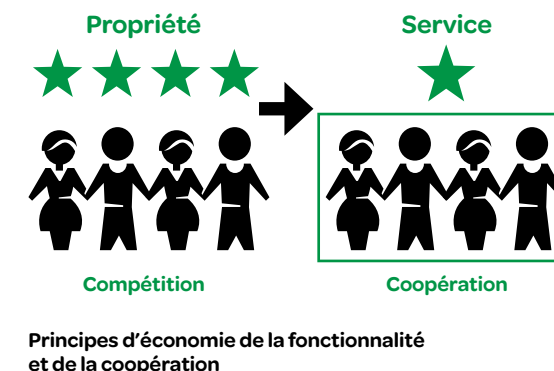 Propriété
Service
Compétition
Coopération
Principes d'économie de la fonctionnalité
et de la coopération